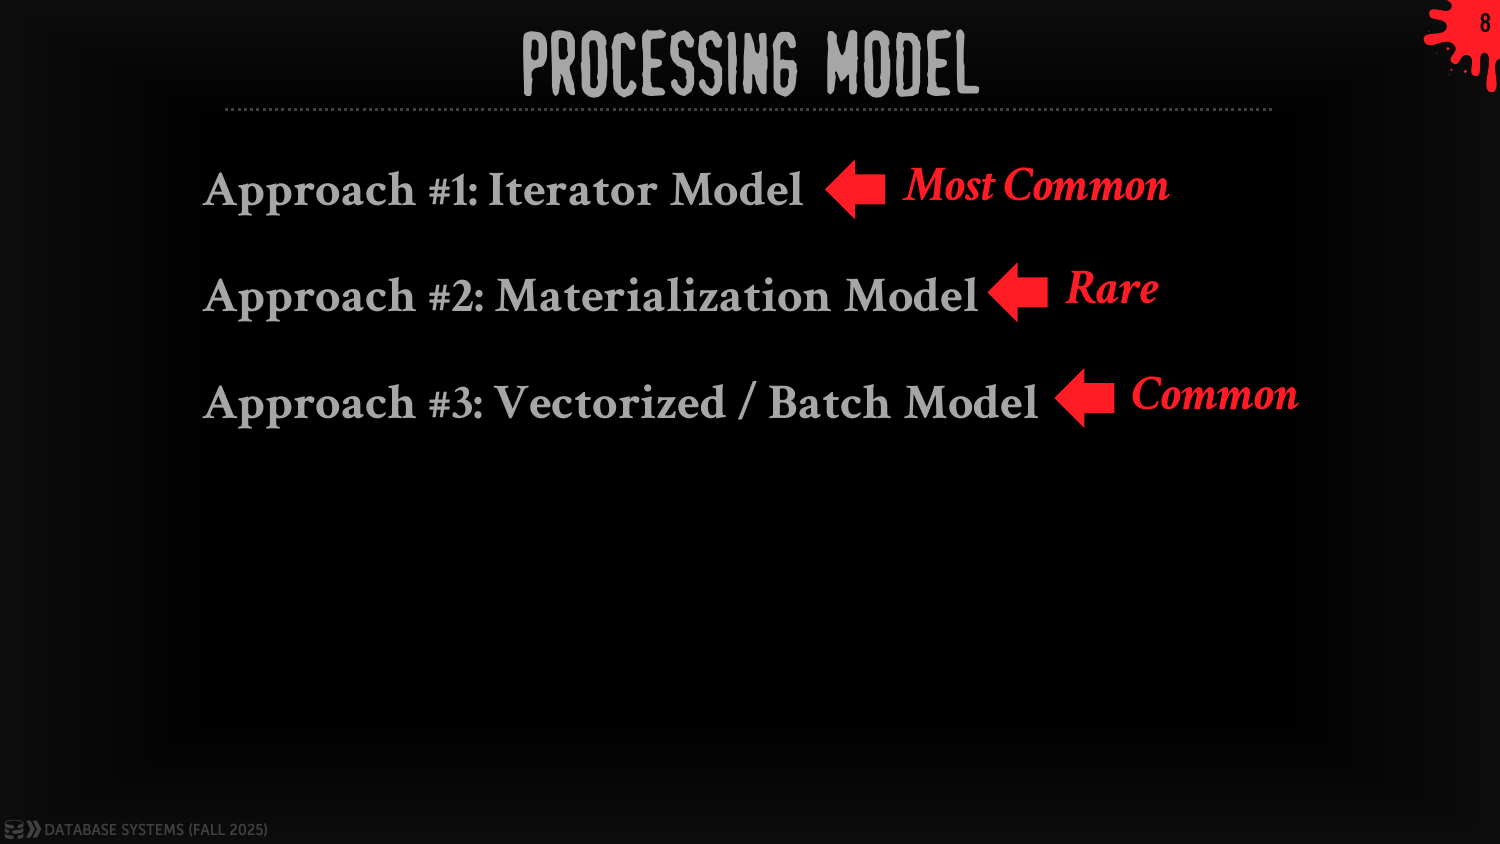 8
PROCESSING MODEL
Approach #1: Iterator Model Most Common
Approach #2: Materialization Model Rare
Approach #3: Vectorized / Batch Model Common
DATABASE SYSTEMS (FALL 2025)